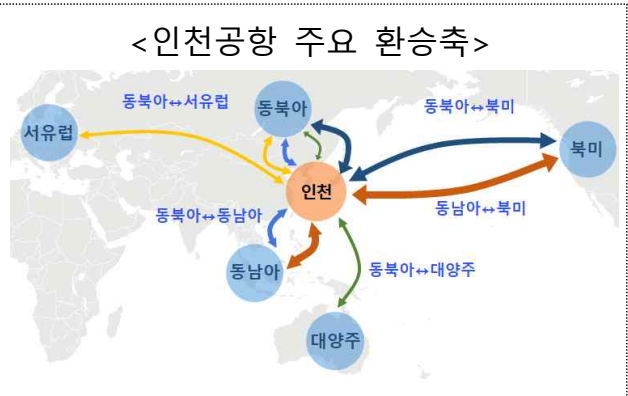 <인천공항 주요 환승축>
동북아↔서유럽
동북아
동북아↔북미
서유럽
북미
인천
동북아↔동남아
동남아↔북미
동남아
동북아↔대양주
대양주